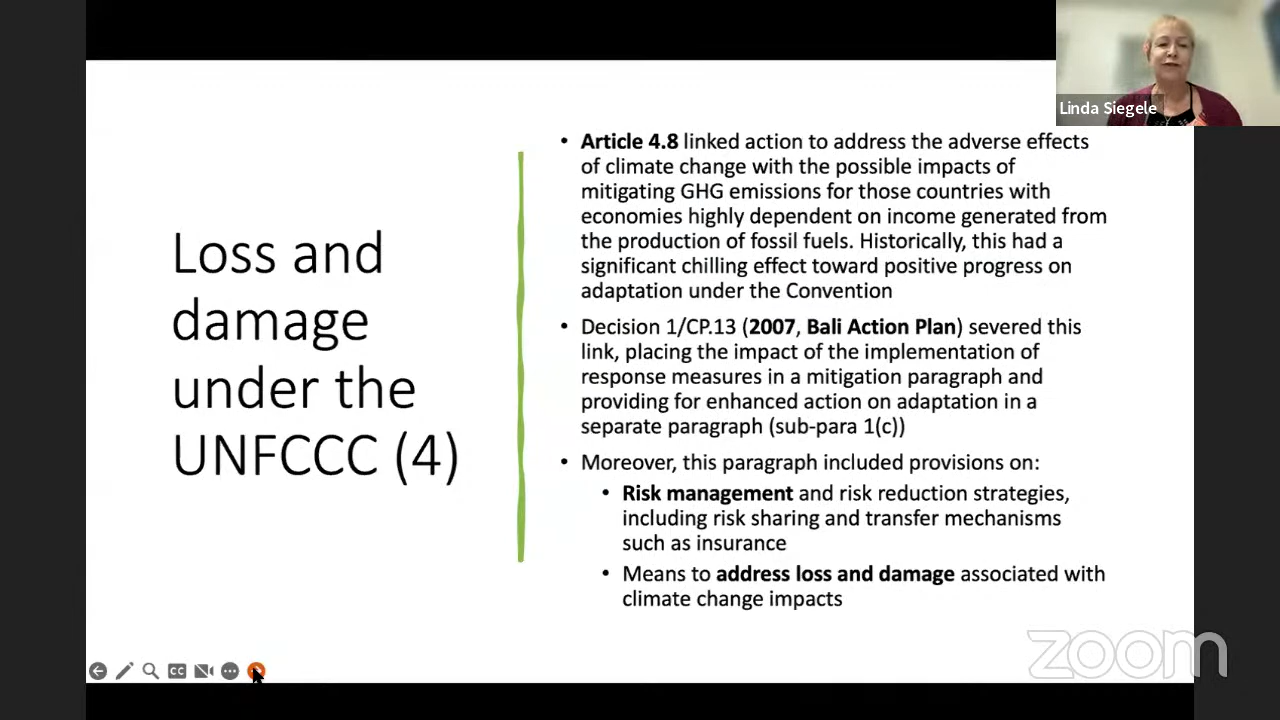 Linda Siegele
Loss and
damage
under the
UNFCCC (4)
• Article 4.8 linked action to address the adverse effects
of climate change with the possible impacts of
mitigating GHG emissions for those countries with
economies highly dependent on income generated from
the production of fossil fuels. Historically, this had a
significant chilling effect toward positive progress on
adaptation under the Convention
• Decision 1/CP.13 (2007, Bali Action Plan) severed this
link, placing the impact of the implementation of
response measures in a mitigation paragraph and
providing for enhanced action on adaptation in a
separate paragraph (sub-para 1(c))
• Moreover, this paragraph included provisions on:
• Risk management and risk reduction strategies,
including risk sharing and transfer mechanisms
such as insurance
• Means to address loss and damage associated with
climate change impacts
CC
zoom